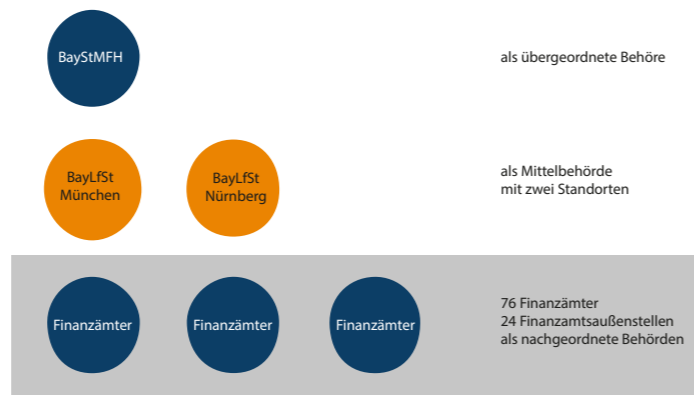 BayStMFH
als übergeordnete Behöre
BayLfSt
München
BayLfSt
Nürnberg
als Mittelbehörde
mit zwei Standorten
Finanzämter
Finanzämter
Finanzämter
76 Finanzämter
24 Finanzamtsaußenstellen
als nachgeordnete Behörden